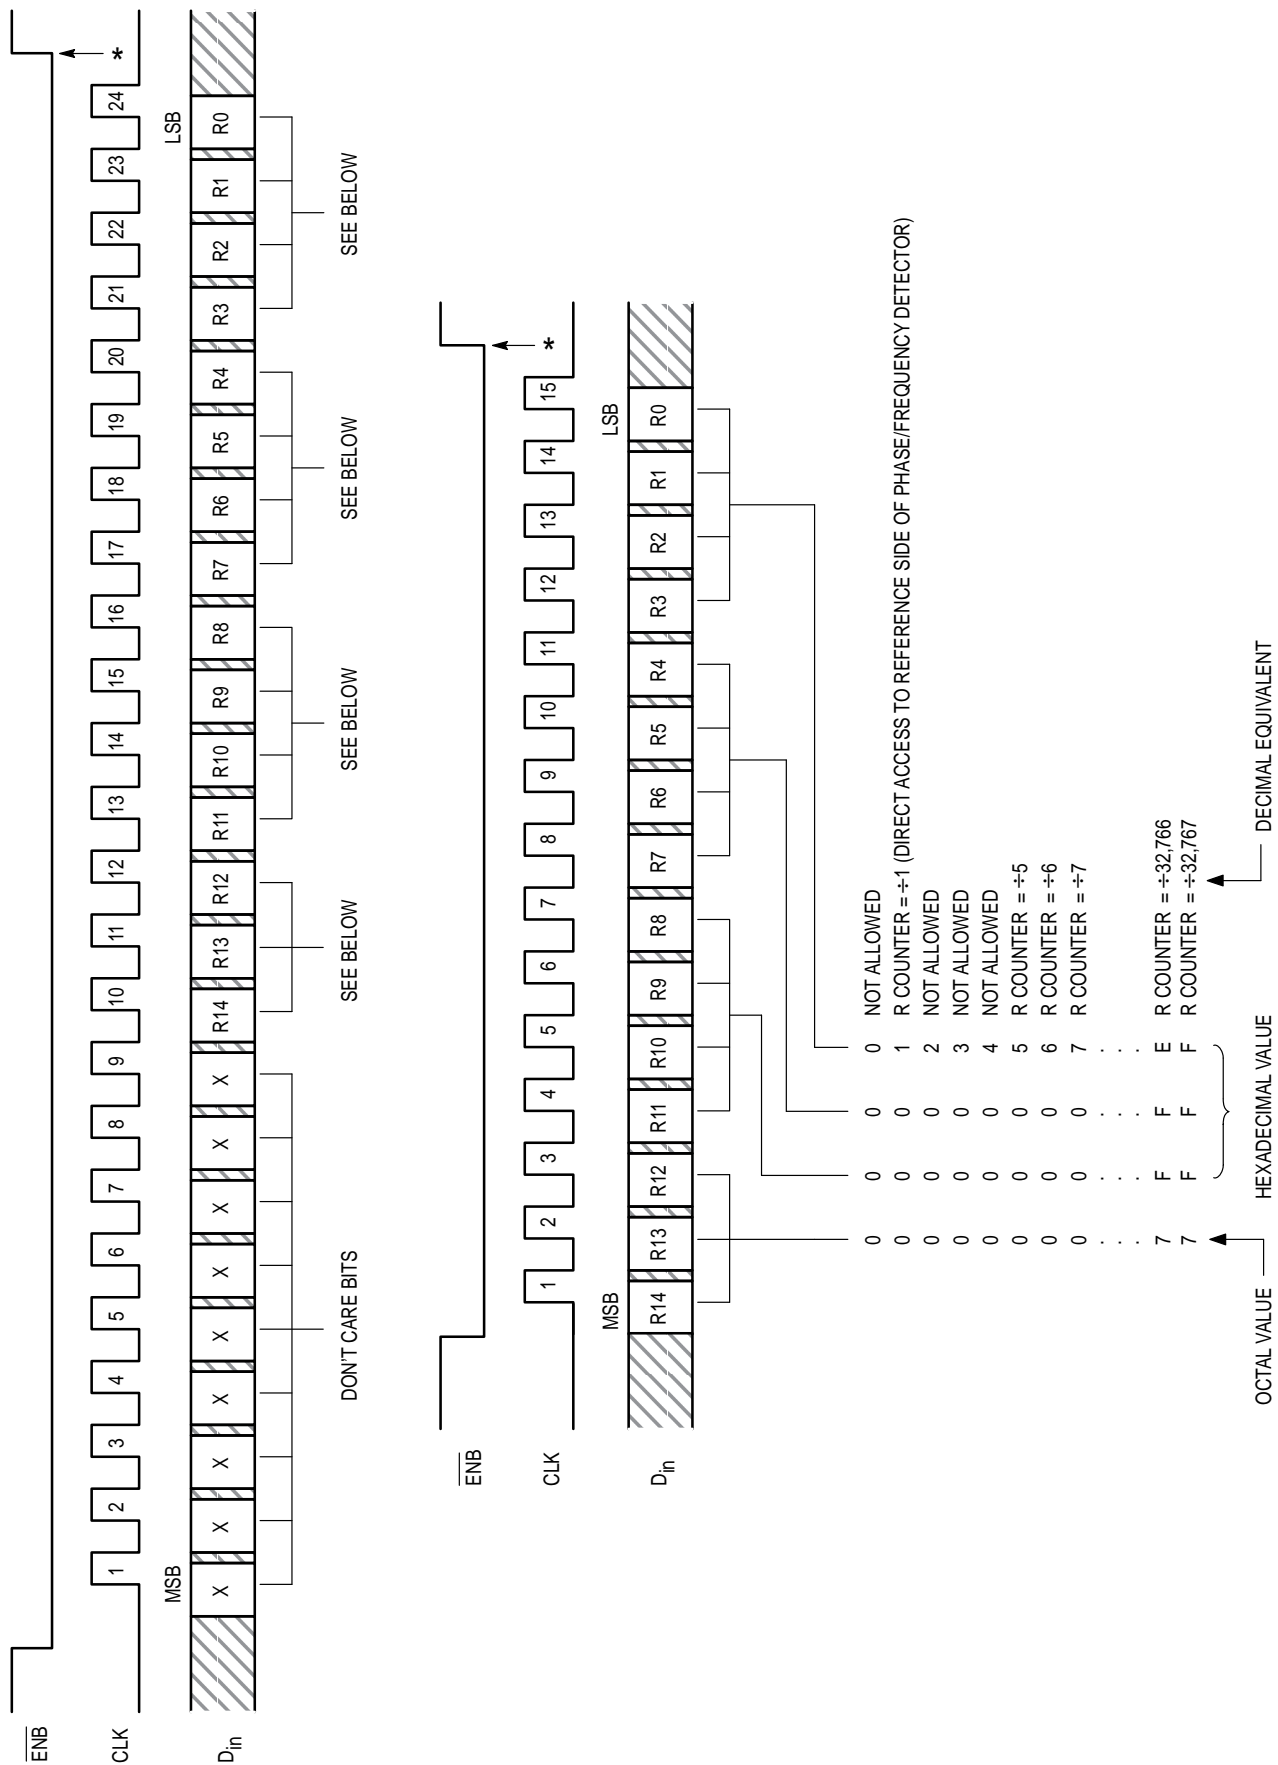 ENB
CLK
1 2 3 4 5 6 7 8 9 10 11 12 13 14 15 16 17 18 19 20 21 22 23 24
*
MSB
LSB
Din
X X X X X X X X X R14 R13 R12 R11 R10 R9 R8 R7 R6 R5 R4 R3 R2 R1 R0
DON'T CARE BITS
SEE BELOW
SEE BELOW
SEE BELOW
SEE BELOW
ENB
CLK
1 2 3 4 5 6 7 8 9 10 11 12 13 14 15
*
MSB
LSB
Din
R14 R13 R12 R11 R10 R9 R8 R7 R6 R5 R4 R3 R2 R1 R0
0 0 0 0 NOT ALLOWED
0 0 0 1 R COUNTER = ÷1 (DIRECT ACCESS TO REFERENCE SIDE OF PHASE/FREQUENCY DETECTOR)
0 0 0 2 NOT ALLOWED
0 0 0 3 NOT ALLOWED
0 0 0 4 NOT ALLOWED
0 0 0 5 R COUNTER = ÷5
0 0 0 6 R COUNTER = ÷6
0 0 0 7 R COUNTER = ÷7
. . . .
. . . .
. . . .
7 F F E R COUNTER = ÷32,766
7 F F F R COUNTER = ÷32,767
OCTAL VALUE
HEXADECIMAL VALUE
DECIMAL EQUIVALENT